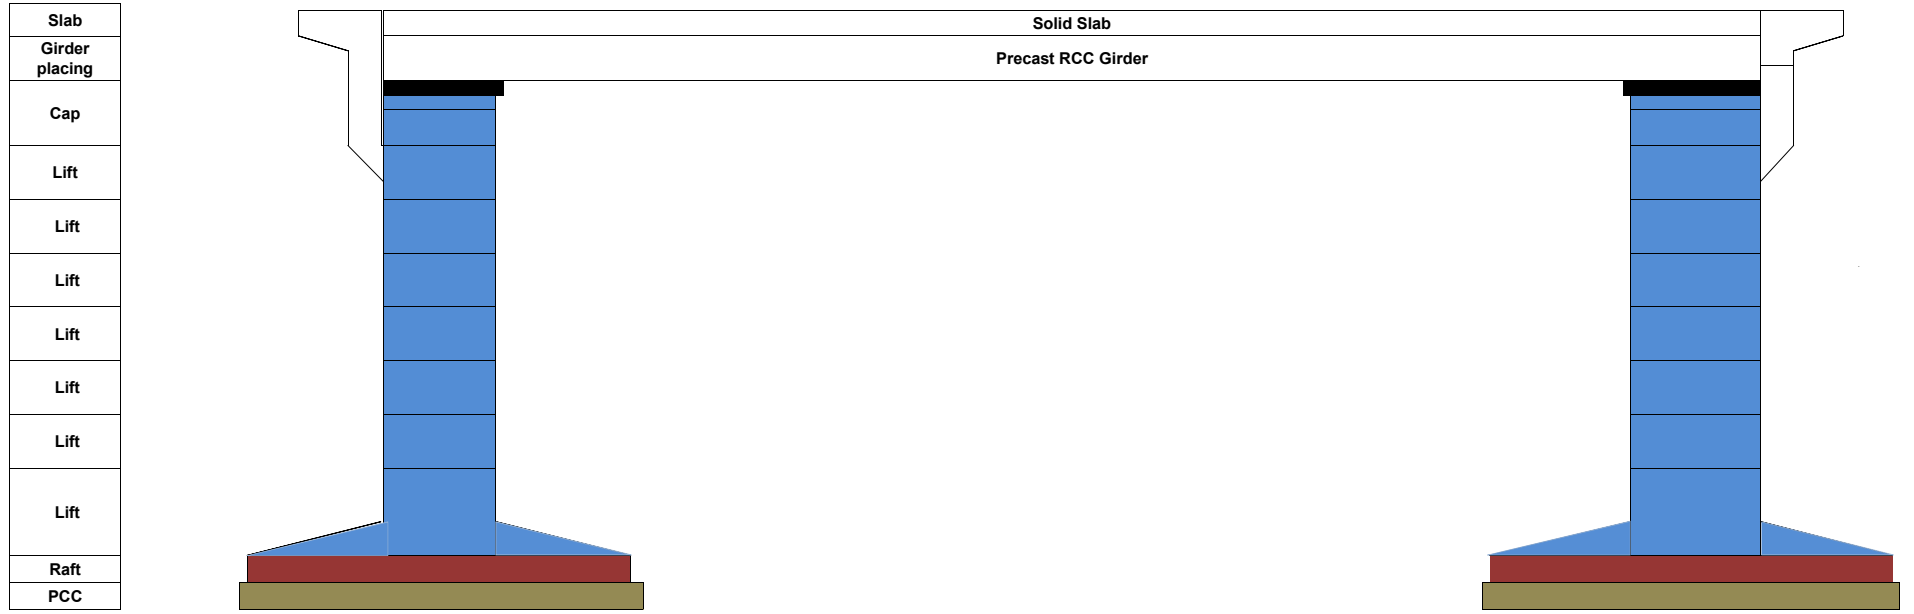 Slab
Solid Slab
Girder
placing
Precast RCC Girder
Cap
Lift
Lift
Lift
Lift
Lift
Lift
Lift
Raft
PCC